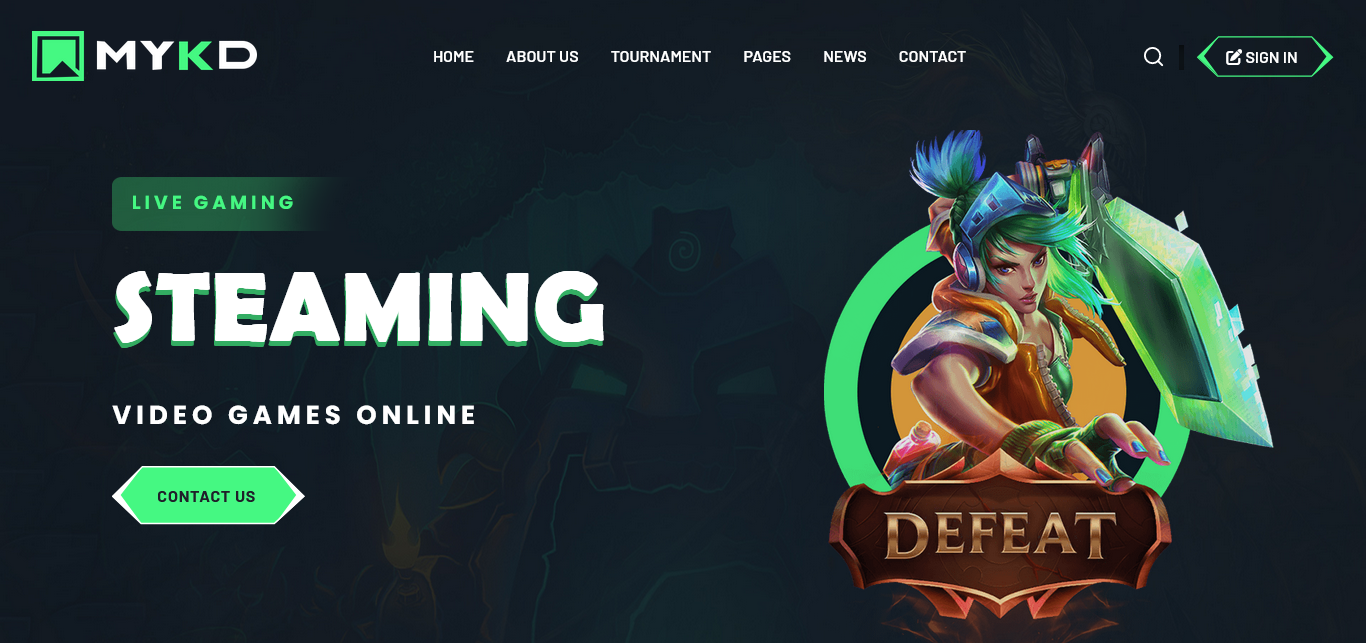 MYKD
HOME ABOUT US TOURNAMENT PAGES NEWS CONTACT
SIGN IN
LIVE GAMING
STEAMING
VIDEO GAMES ONLINE
CONTACT US
DEFEAT